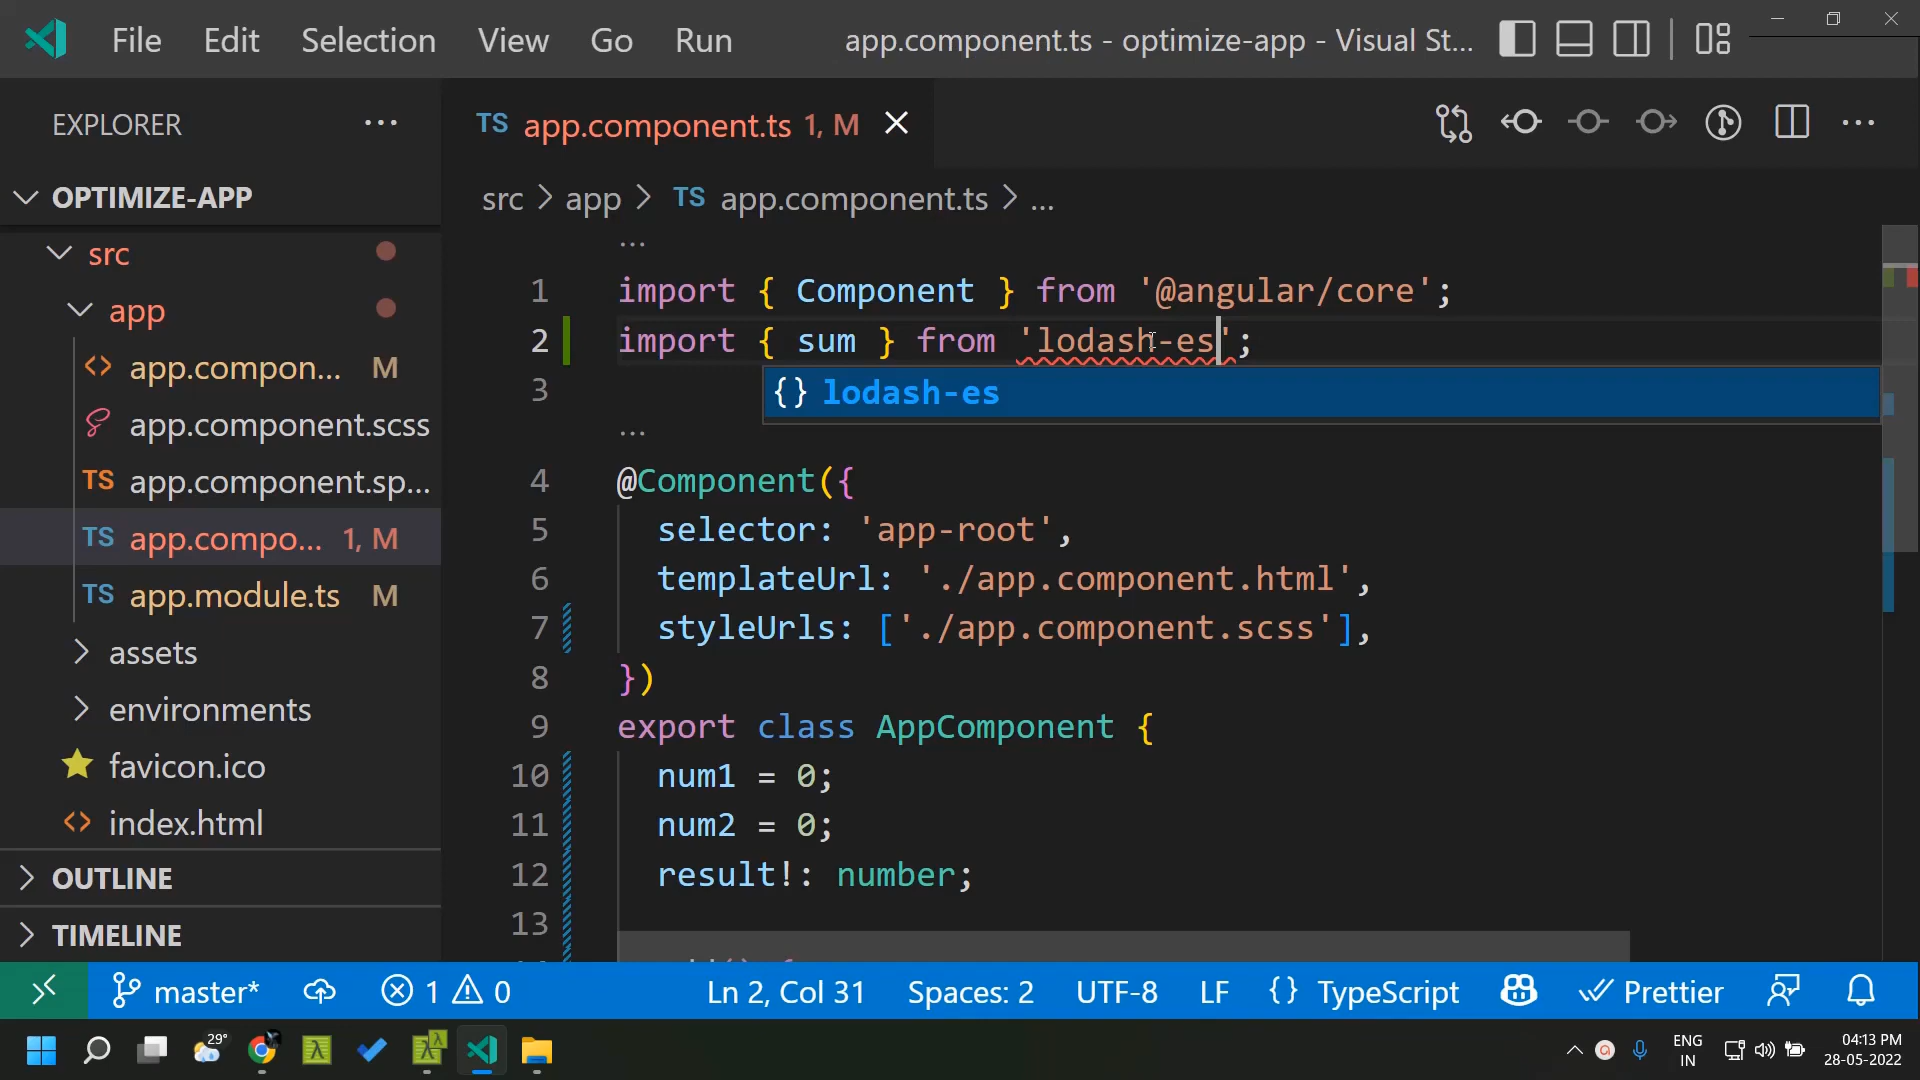 File Edit Selection View Go Run app.component.ts - optimize-app - Visual St...
EXPLORER ...
TS app.component.ts 1, M
OPTIMIZE-APP
src > app > TS app.component.ts > ...
src
app
<> app.compon... M
app.component.scss
TS app.component.sp...
TS app.compo... 1, M
TS app.module.ts M
assets
environments
favicon.ico
<> index.html
OUTLINE
TIMELINE
...
1 import { Component } from '@angular/core';
2 import { sum } from 'lodash-es';
3
{} lodash-es
...
4 @Component({
5 selector: 'app-root',
6 templateUrl: './app.component.html',
7 styleUrls: ['./app.component.scss'],
8 })
9 export class AppComponent {
10 num1 = 0;
11 num2 = 0;
12 result!: number;
13
master* 1 0 Ln 2, Col 31 Spaces: 2 UTF-8 LF {} TypeScript Prettier
29°
ENG
IN
04:13 PM
28-05-2022